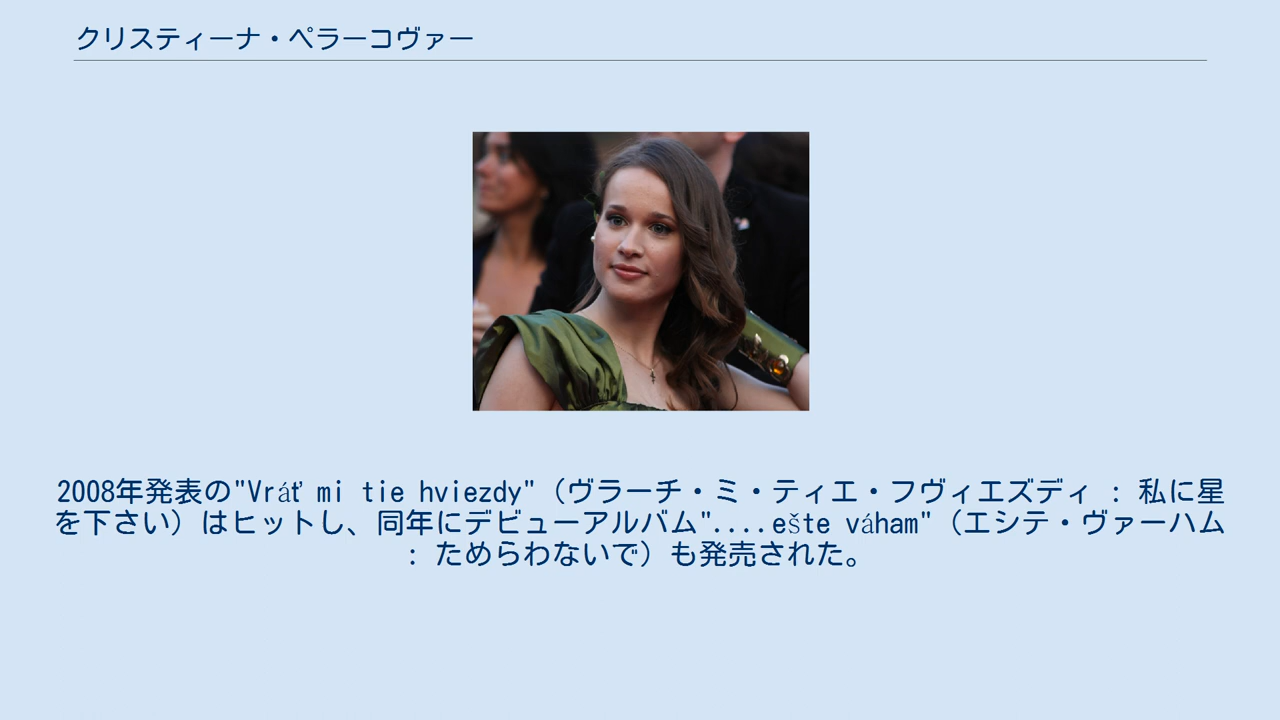 クリスティーナ・ペラーコヴァー
2008年発表の"Vráť mi tie hviezdy"（ヴラーチ・ミ・ティエ・フヴィエズディ : 私に星
を下さい）はヒットし、同年にデビューアルバム"....ešte váham"（エシテ・ヴァーハム
: ためらわないで）も発売された。